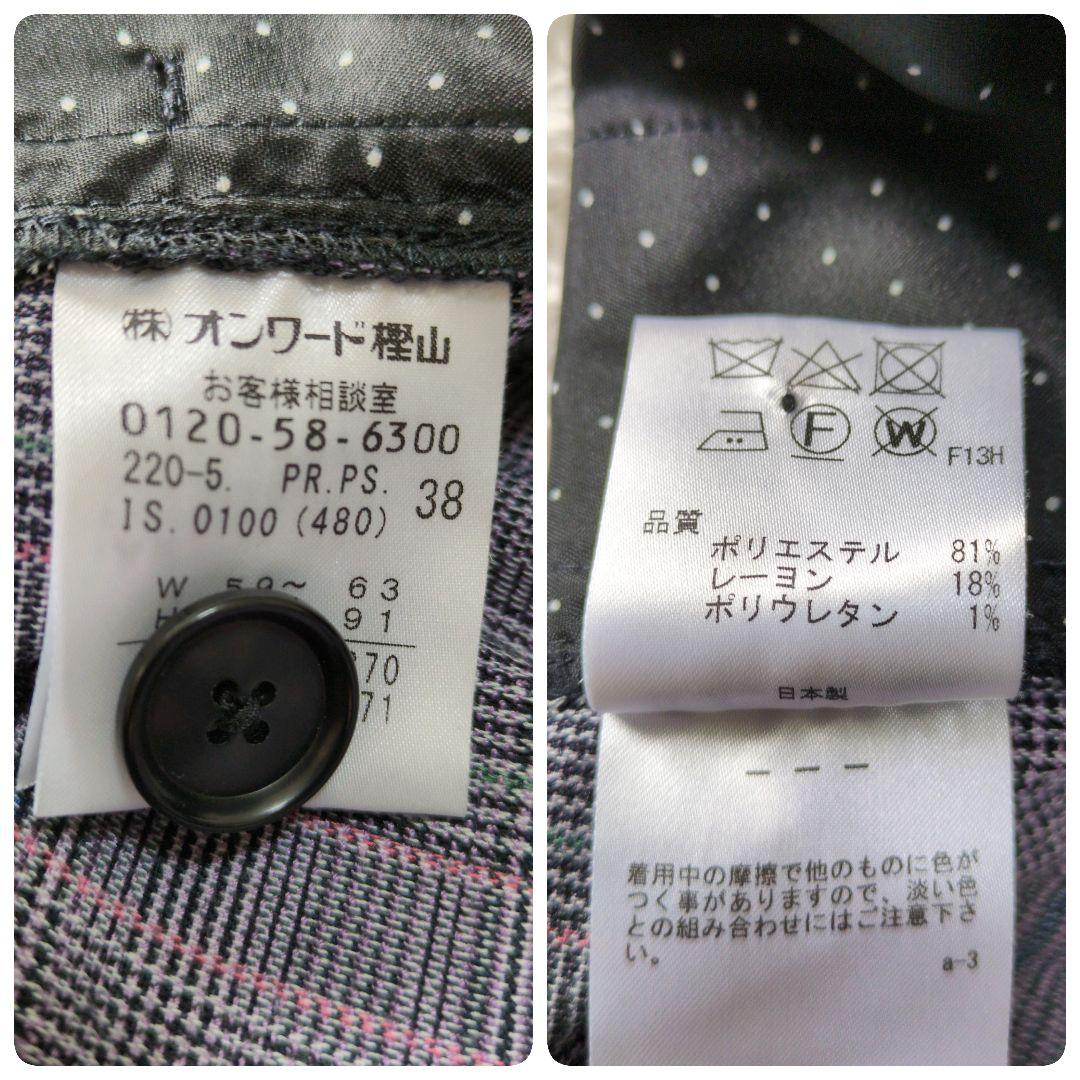 (株)オンワード樫山
お客様相談室
0120-58-6300
220-5. PR.PS. 38
IS.0100 (480)
W 59~ 63
91
71
F
W
F13H
品質
ポリエステル 81%
レーヨン 18%
ポリウレタン 1%
日本製
---
着用中の摩擦で他のものに色が
つく事がありますので、淡い色
との組み合わせにはご注意下さ
い。
a-3